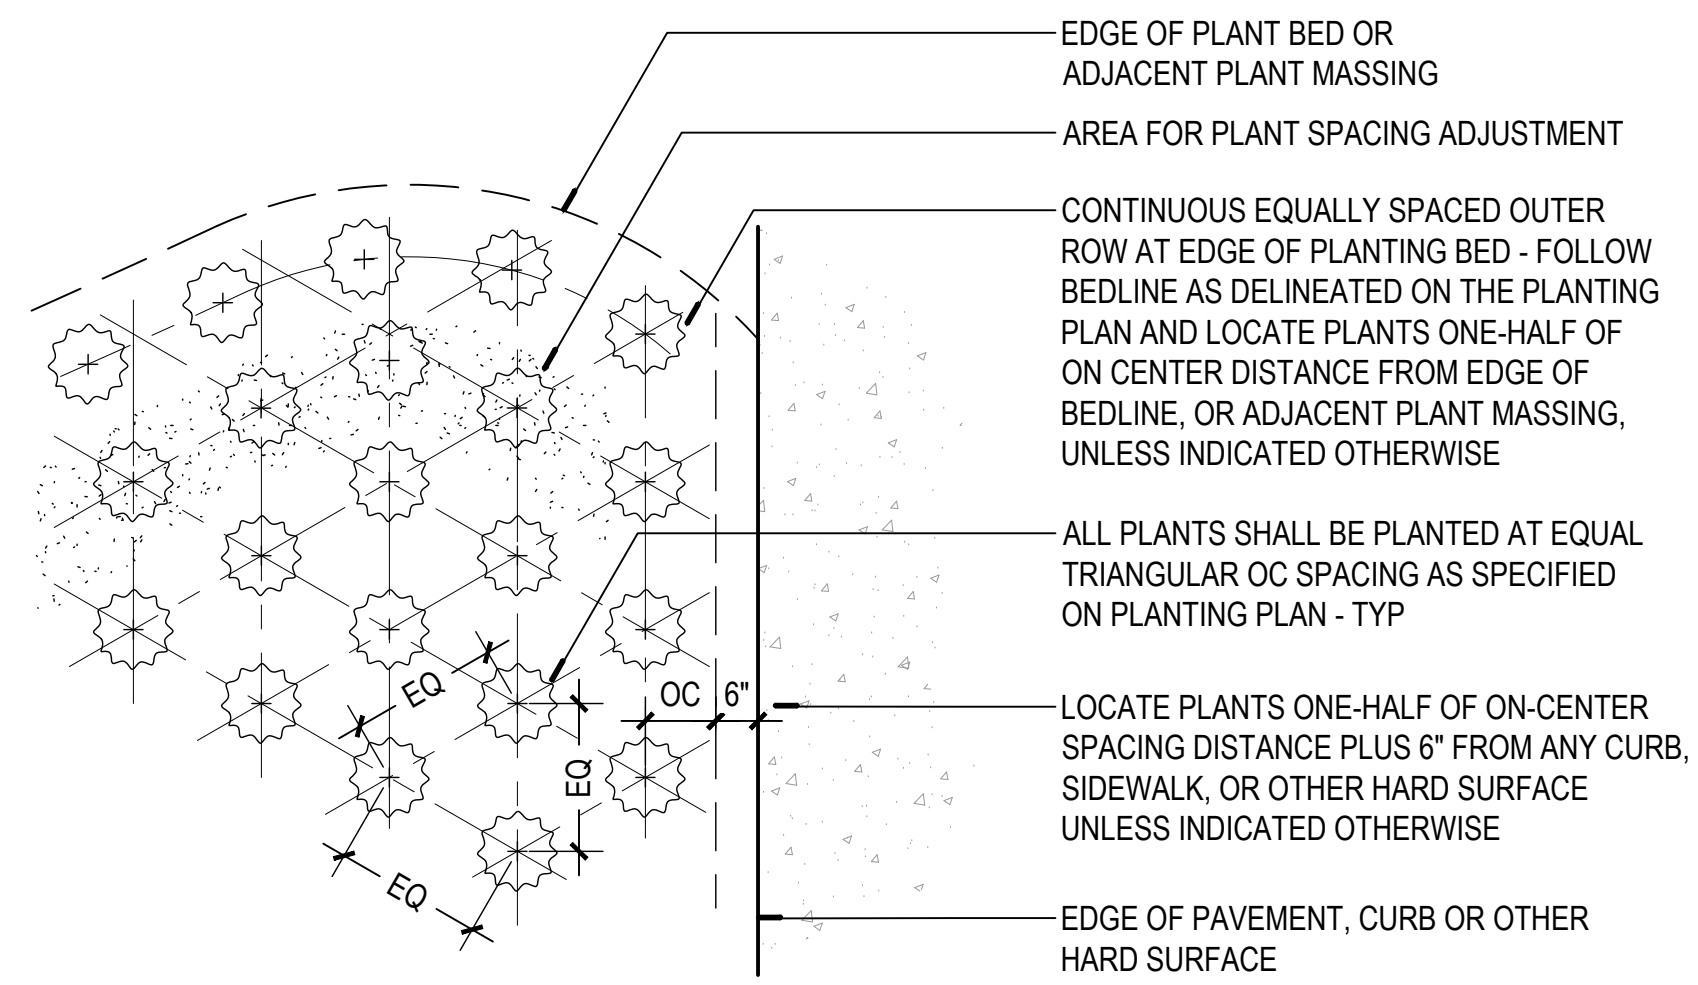 EDGE OF PLANT BED OR
ADJACENT PLANT MASSING
AREA FOR PLANT SPACING ADJUSTMENT
CONTINUOUS EQUALLY SPACED OUTER
ROW AT EDGE OF PLANTING BED - FOLLOW
BEDLINE AS DELINEATED ON THE PLANTING
PLAN AND LOCATE PLANTS ONE-HALF OF
ON CENTER DISTANCE FROM EDGE OF
BEDLINE, OR ADJACENT PLANT MASSING,
UNLESS INDICATED OTHERWISE
ALL PLANTS SHALL BE PLANTED AT EQUAL
TRIANGULAR OC SPACING AS SPECIFIED
ON PLANTING PLAN - TYP
EQ
OC 6"
EQ
EQ
LOCATE PLANTS ONE-HALF OF ON-CENTER
SPACING DISTANCE PLUS 6" FROM ANY CURB,
SIDEWALK, OR OTHER HARD SURFACE
UNLESS INDICATED OTHERWISE
EDGE OF PAVEMENT, CURB OR OTHER
HARD SURFACE